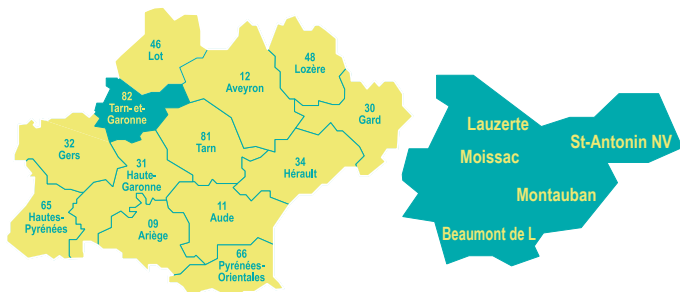 46
Lot
48
Lozère
12
Aveyron
82
Tarn-et-
Garonne
30
Gard
32
Gers
81
Tarn
31
Haute-
Garonne
34
Hérault
65
Hautes-
Pyrénées
09
Ariège
11
Aude
66
Pyrénées-
Orientales
Lauzerte
St-Antonin NV
Moissac
Montauban
Beaumont de L